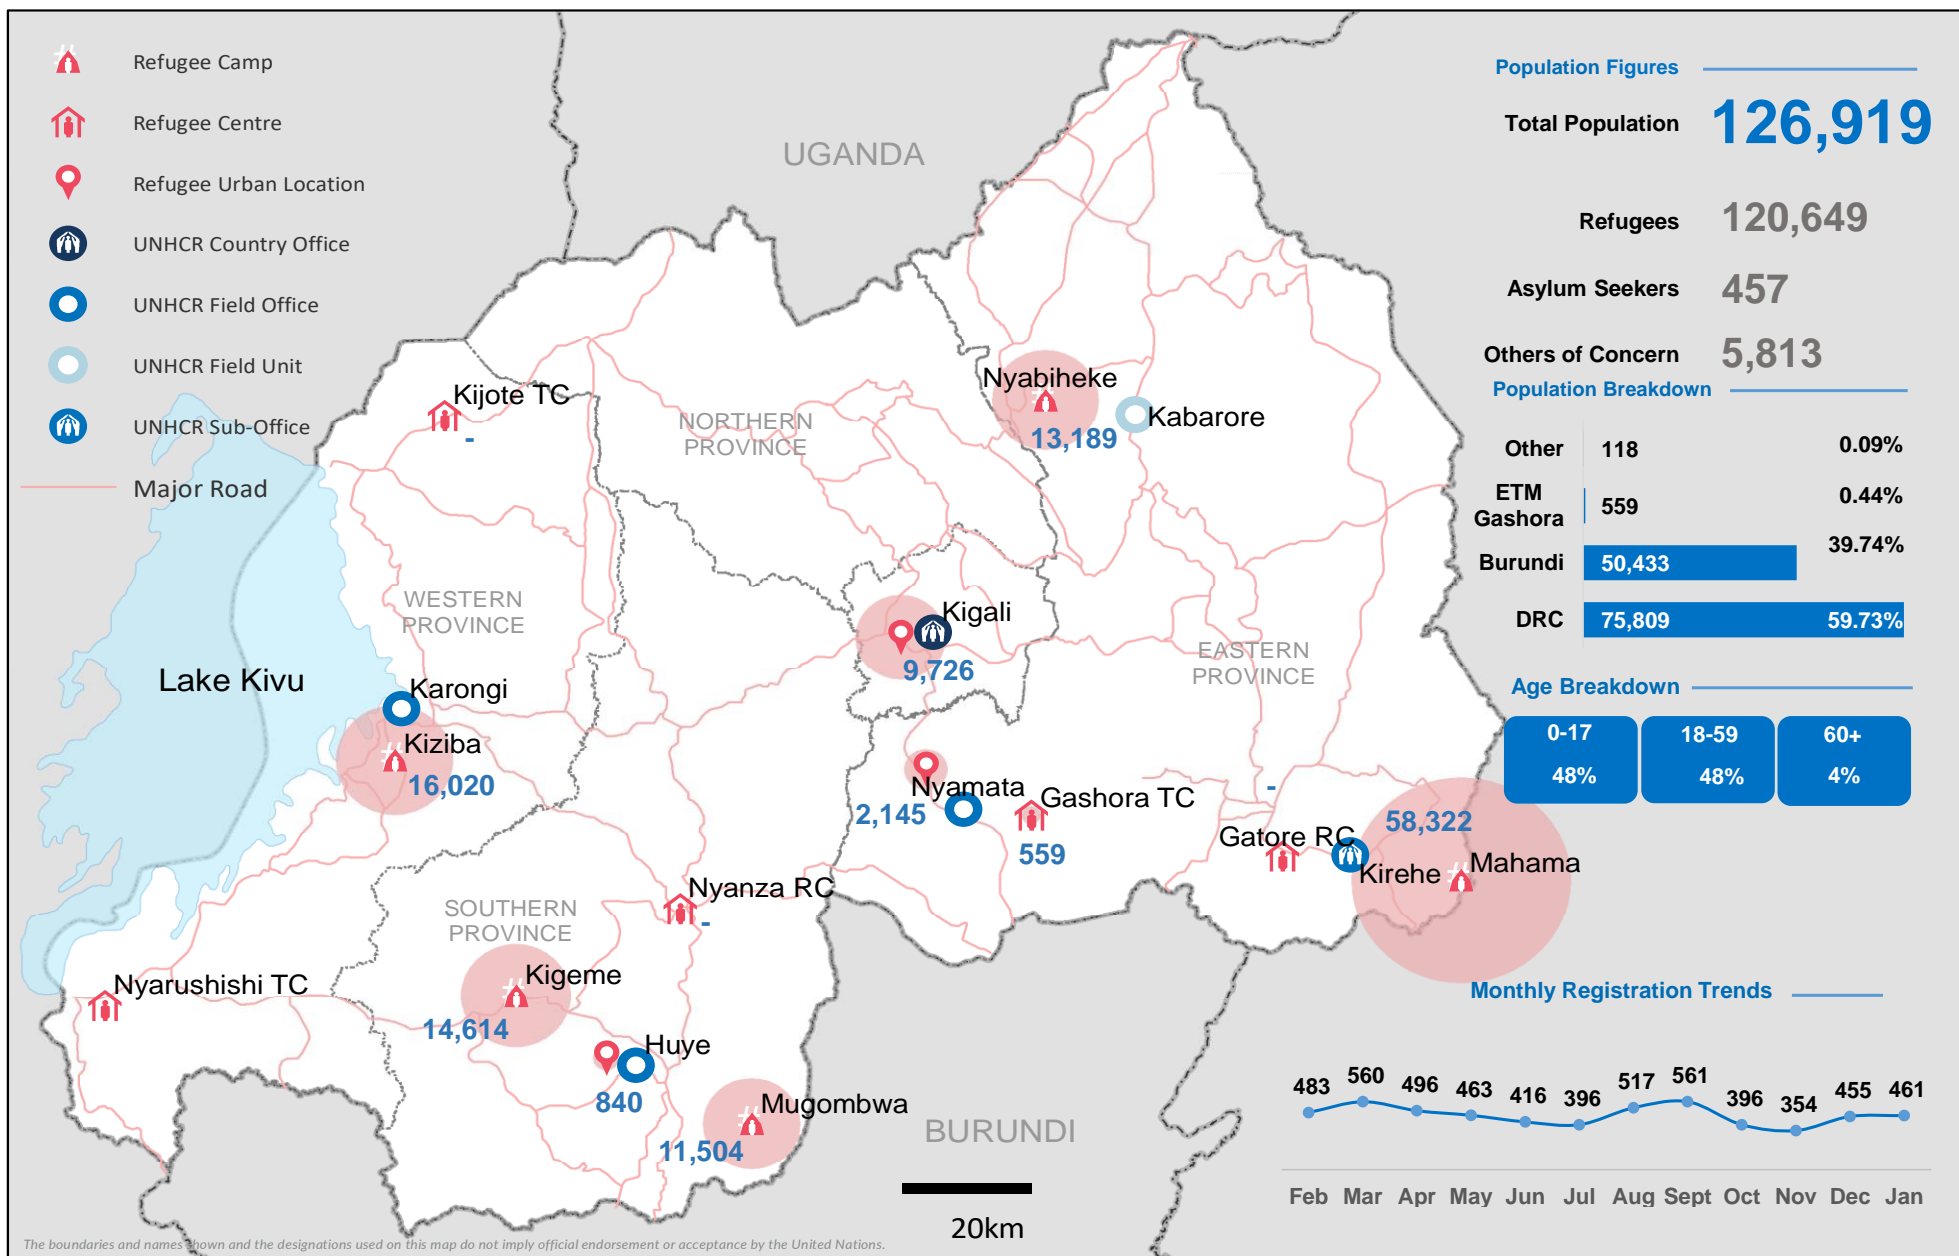 Refugee Camp
Refugee Centre
Refugee Urban Location
UNHCR Country Office
UNHCR Field Office
UNHCR Field Unit
UNHCR Sub-Office
Major Road
UGANDA
Kijote TC
-
NORTHERN
PROVINCE
Nyabiheke
13,189
Kabarore
WESTERN
PROVINCE
Kigali
9,726
EASTERN
PROVINCE
Lake Kivu
Karongi
Kiziba
16,020
Nyamata
2,145
Gashora TC
559
-
Gatore RC
58,322
Kirehe
Mahama
Nyanza RC
-
SOUTHERN
PROVINCE
Kigeme
14,614
Nyarushishi TC
Huye
840
Mugombwa
11,504
BURUNDI
20km
The boundaries and names shown and the designations used on this map do not imply official endorsement or acceptance by the United Nations.
Population Figures
Total Population 126,919
Refugees 120,649
Asylum Seekers 457
Others of Concern 5,813
Population Breakdown
Other 118 0.09%
ETM
Gashora 559 0.44%
Burundi 50,433 39.74%
DRC 75,809 59.73%
Age Breakdown
0-17 18-59 60+
48% 48% 4%
Monthly Registration Trends
483 560 496 463 416 396 517 561 396 354 455 461
Feb Mar Apr May Jun Jul Aug Sept Oct Nov Dec Jan